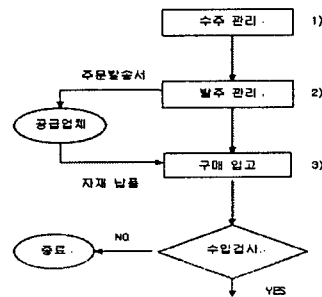 수주 관리. 1)
주문발송서
발주 관리. 2)
공급업체
구매 입고 3)
자재 납품
NO
종료. 수입검사..
YES